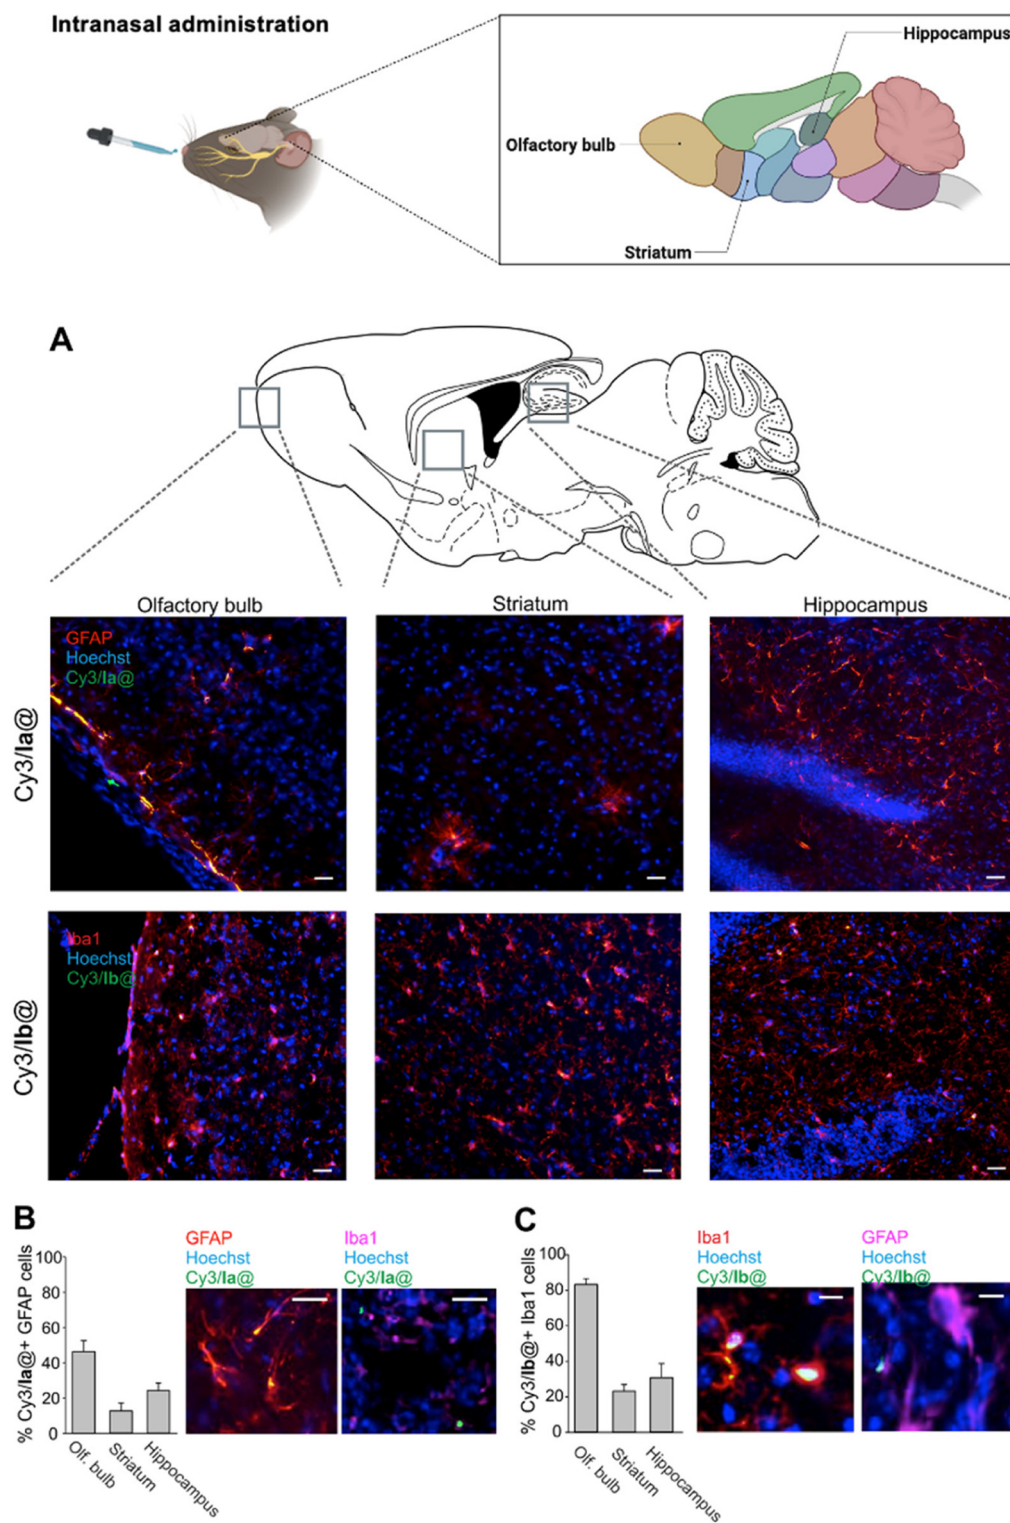 Intranasal administration
Hippocampus
Olfactory bulb
Striatum
A
Olfactory bulb
Striatum
Hippocampus
Cy3/Ia@
GFAP
Hoechst
Cy3/Ia@
Cy3/Ib@
Iba1
Hoechst
Cy3/Ib@
B
% Cy3/Ia@+ GFAP cells
100
80
60
40
20
0
Olf. bulb
Striatum
Hippocampus
GFAP
Hoechst
Cy3/Ia@
Iba1
Hoechst
Cy3/Ia@
C
% Cy3/Ib@+ Iba1 cells
100
80
60
40
20
0
Olf. bulb
Striatum
Hippocampus
Iba1
Hoechst
Cy3/Ib@
GFAP
Hoechst
Cy3/Ib@